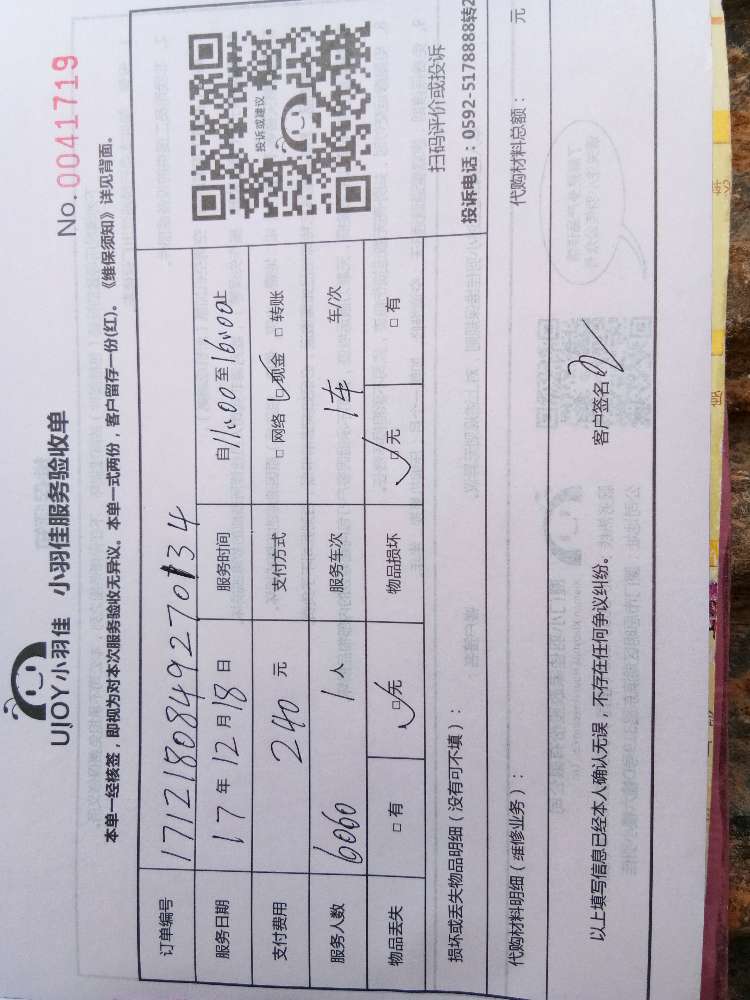 UJOY小羽佳 小羽佳服务验收单
No. 0041719
本单一经核签，即视为对本次服务验收无异议。本单一式两份，客户留存一份(红)。《维保须知》详见背面。
订单编号 1712180849270134
服务日期 17年12月18日 服务时间 自11:00至16:00止
支付费用 240元 支付方式 □ 网络 ☑ 现金 □ 转账
服务人数 6060 1人 服务车次 1车 车/次
物品丢失 □ 有 ☑ 无 物品损坏 ☑ 无 □ 有
投诉或建议
扫码评价或投诉
投诉电话：0592-5178888转2
损坏或丢失物品明细（没有可不填）：
代购材料明细（维修业务）： 代购材料总额： 元
以上填写信息已经本人确认无误，不存在任何争议纠纷。 客户签名